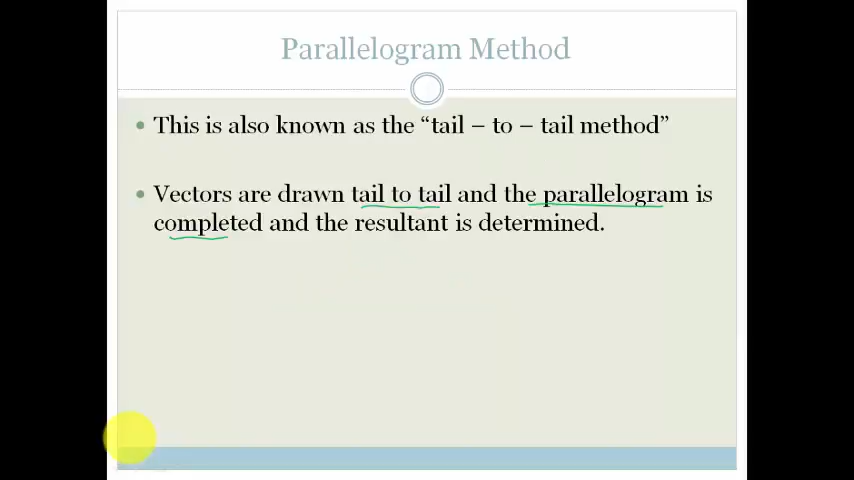 Parallelogram Method
• This is also known as the “tail – to – tail method”
• Vectors are drawn tail to tail and the parallelogram is
completed and the resultant is determined.